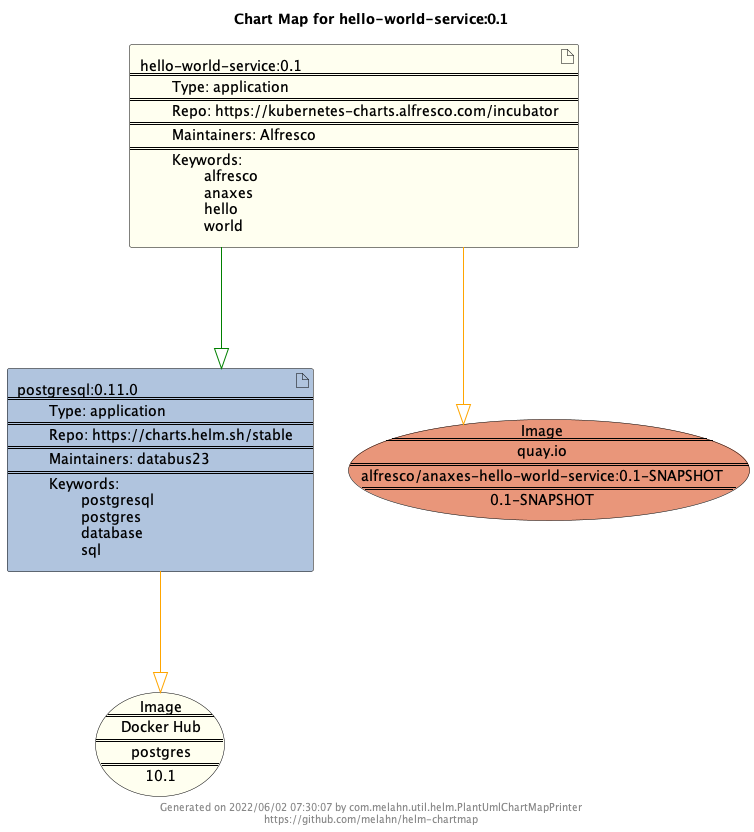 Chart Map for hello-world-service:0.1
hello-world-service:0.1
Type: application
Repo: https://kubernetes-charts.alfresco.com/incubator
Maintainers: Alfresco
Keywords:
alfresco
anaxes
hello
world
postgresql:0.11.0
Type: application
Repo: https://charts.helm.sh/stable
Maintainers: databus23
Keywords:
postgresql
postgres
database
sql
Image
quay.io
alfresco/anaxes-hello-world-service:0.1-SNAPSHOT
0.1-SNAPSHOT
Image
Docker Hub
postgres
10.1
Generated on 2022/06/02 07:30:07 by com.melahn.util.helm.PlantUmlChartMapPrinter
https://github.com/melahn/helm-chartmap